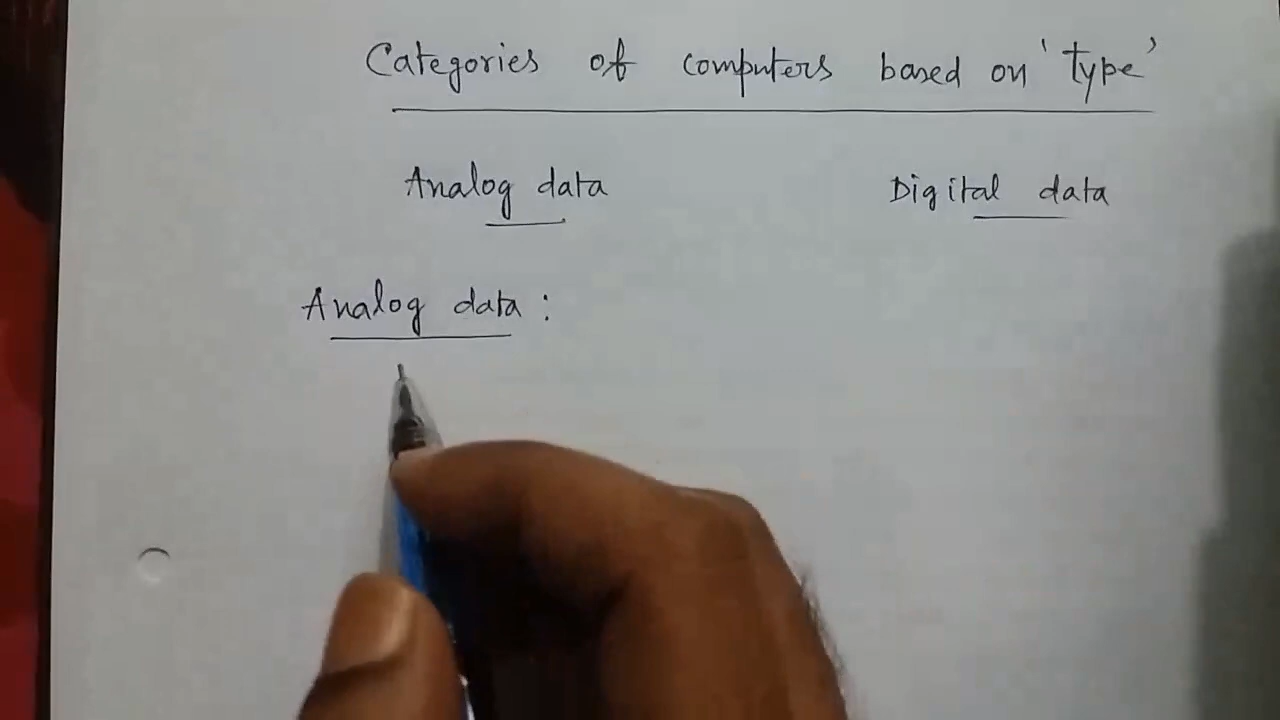 Categories of computers based on 'type'
Analog data Digital data
Analog data :